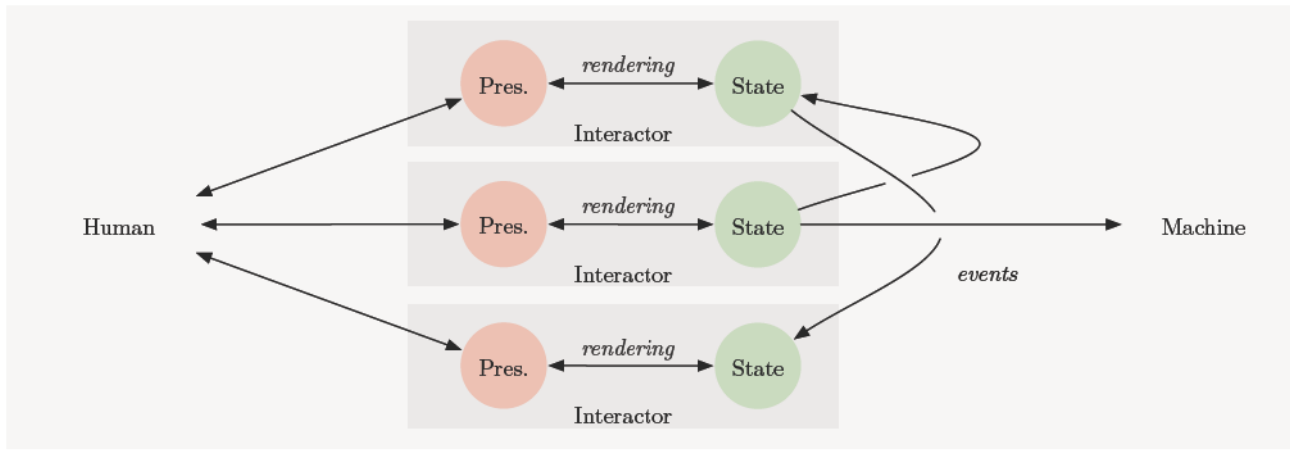 rendering
Pres.
State
Interactor
rendering
Human
Pres.
State
Machine
Interactor
events
rendering
Pres.
State
Interactor